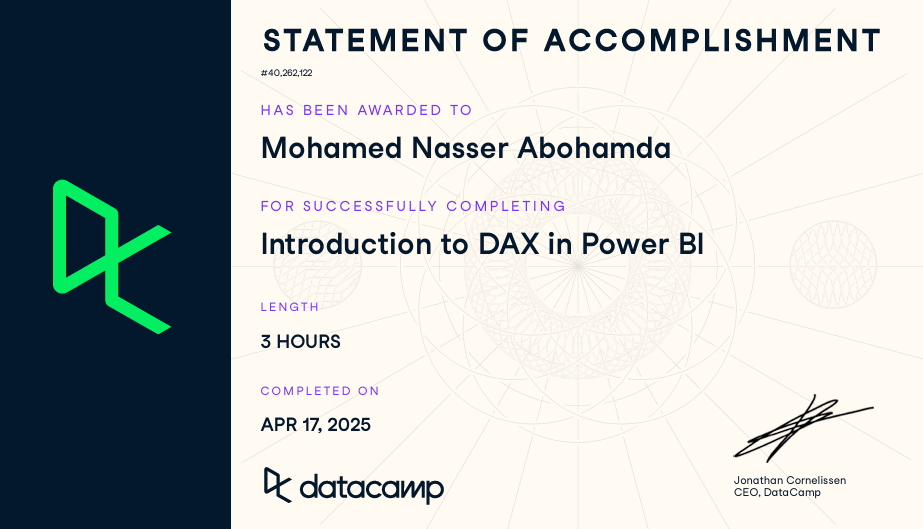 STATEMENT OF ACCOMPLISHMENT
#40,262,122
HAS BEEN AWARDED TO
Mohamed Nasser Abohamda
FOR SUCCESSFULLY COMPLETING
Introduction to DAX in Power BI
LENGTH
3 HOURS
COMPLETED ON
APR 17, 2025
datacamp
Jonathan Cornelissen
CEO, DataCamp